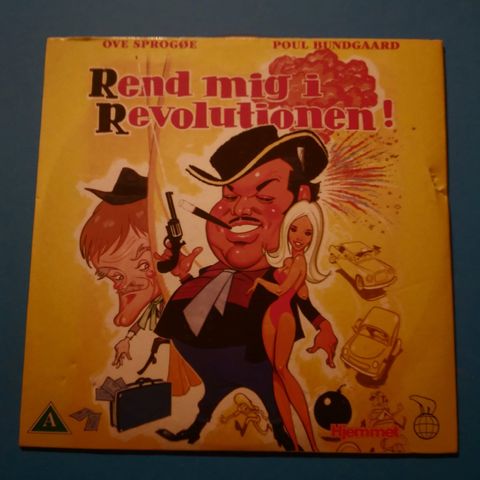 OVE SPROGØE POUL BUNDGAARD
Rend mig i
Revolutionen!
A
Hjemmet